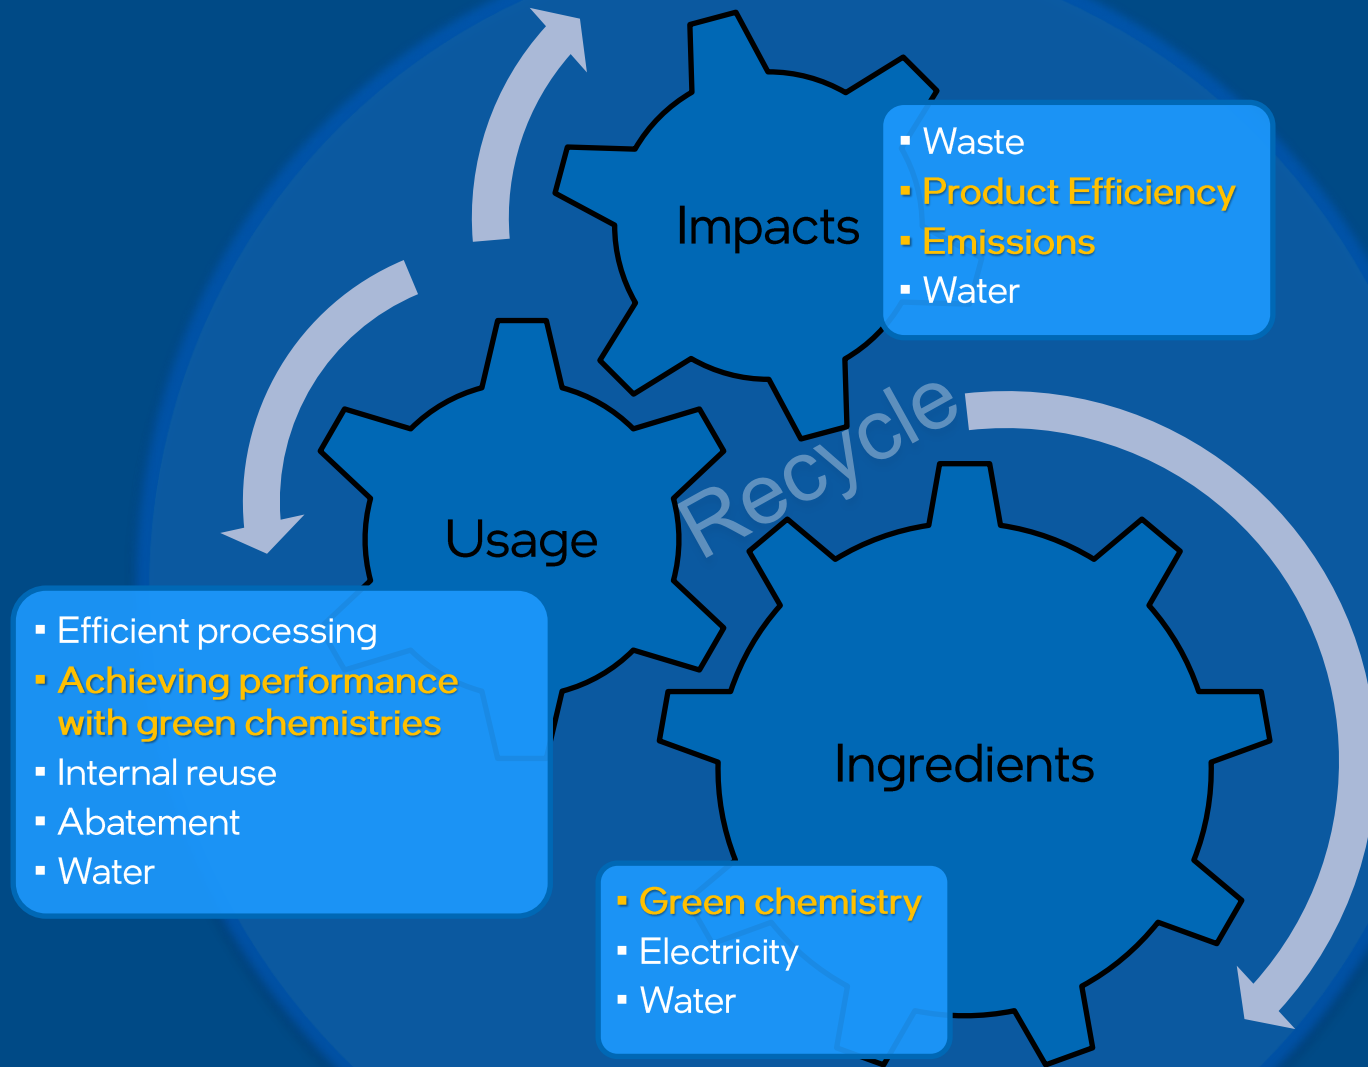 Impacts
▪ Waste
▪ Product Efficiency
▪ Emissions
▪ Water
Recycle
Usage
▪ Efficient processing
▪ Achieving performance
with green chemistries
▪ Internal reuse
▪ Abatement
▪ Water
Ingredients
▪ Green chemistry
▪ Electricity
▪ Water